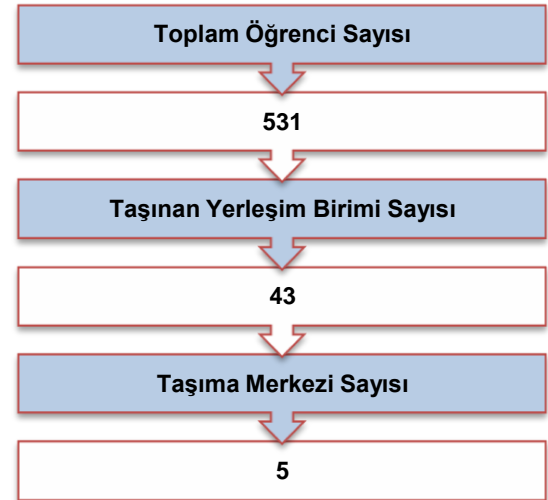 Toplam Öğrenci Sayısı
531
Taşınan Yerleşim Birimi Sayısı
43
Taşıma Merkezi Sayısı
5